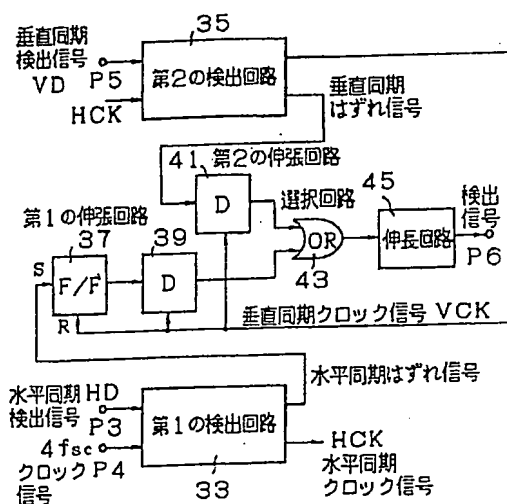 垂直同期
検出信号
VD P5
HCK
35
第2の検出回路
垂直同期
はずれ信号
41 第2の伸張回路
D
選択回路
OR
43
45
伸長回路
検出
信号
P6
第1の伸張回路
37
S
F/F
R
39
D
垂直同期クロック信号 VCK
水平同期はずれ信号
水平同期 HD
検出信号
P3
4fsc
クロック P4
信号
第1の検出回路
33
HCK
水平同期
クロック信号